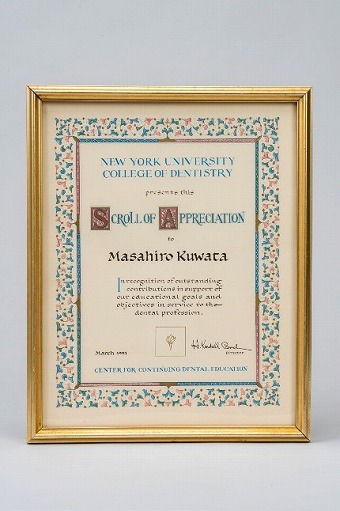 NEW YORK UNIVERSITY
COLLEGE OF DENTISTRY
presents this
SCROLL OF APPRECIATION
to
Masahiro Kuwata
In recognition of outstanding
contributions in support of
our educational goals and
objectives in service to the
dental profession.
March
Director
CENTER FOR CONTINUING DENTAL EDUCATION